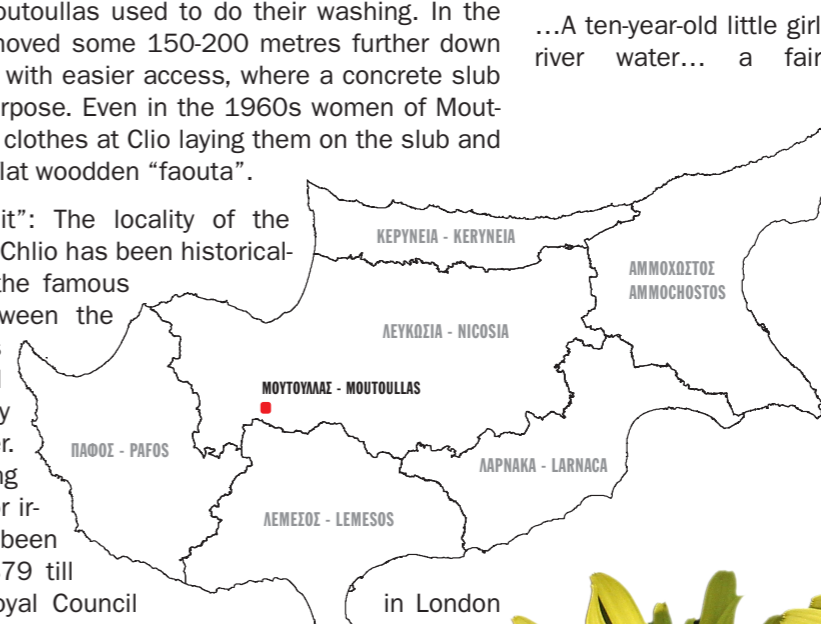 outoullas used to do their washing. In the
noved some 150-200 metres further down
with easier access, where a concrete slub
rpose. Even in the 1960s women of Mout-
clothes at Clio laying them on the slub and
lat woodden “faouta”.
it”: The locality of the
Chlio has been historical-
the famous
ween the
y
er.
ng
or ir-
been
79 till
oyal Council
in London
…A ten-year-old little girl
river water… a fair
ΚΕΡΥΝΕΙΑ - KERYNEIA
ΑΜΜΟΧΩΣΤΟΣ
AMMOCHOSTOS
ΛΕΥΚΩΣΙΑ - NICOSIA
ΜΟΥΤΟΥΛΛΑΣ - MOUTOULLAS
ΠΑΦΟΣ - PAFOS
ΛΑΡΝΑΚΑ - LARNACA
ΛΕΜΕΣΟΣ - LEMESOS